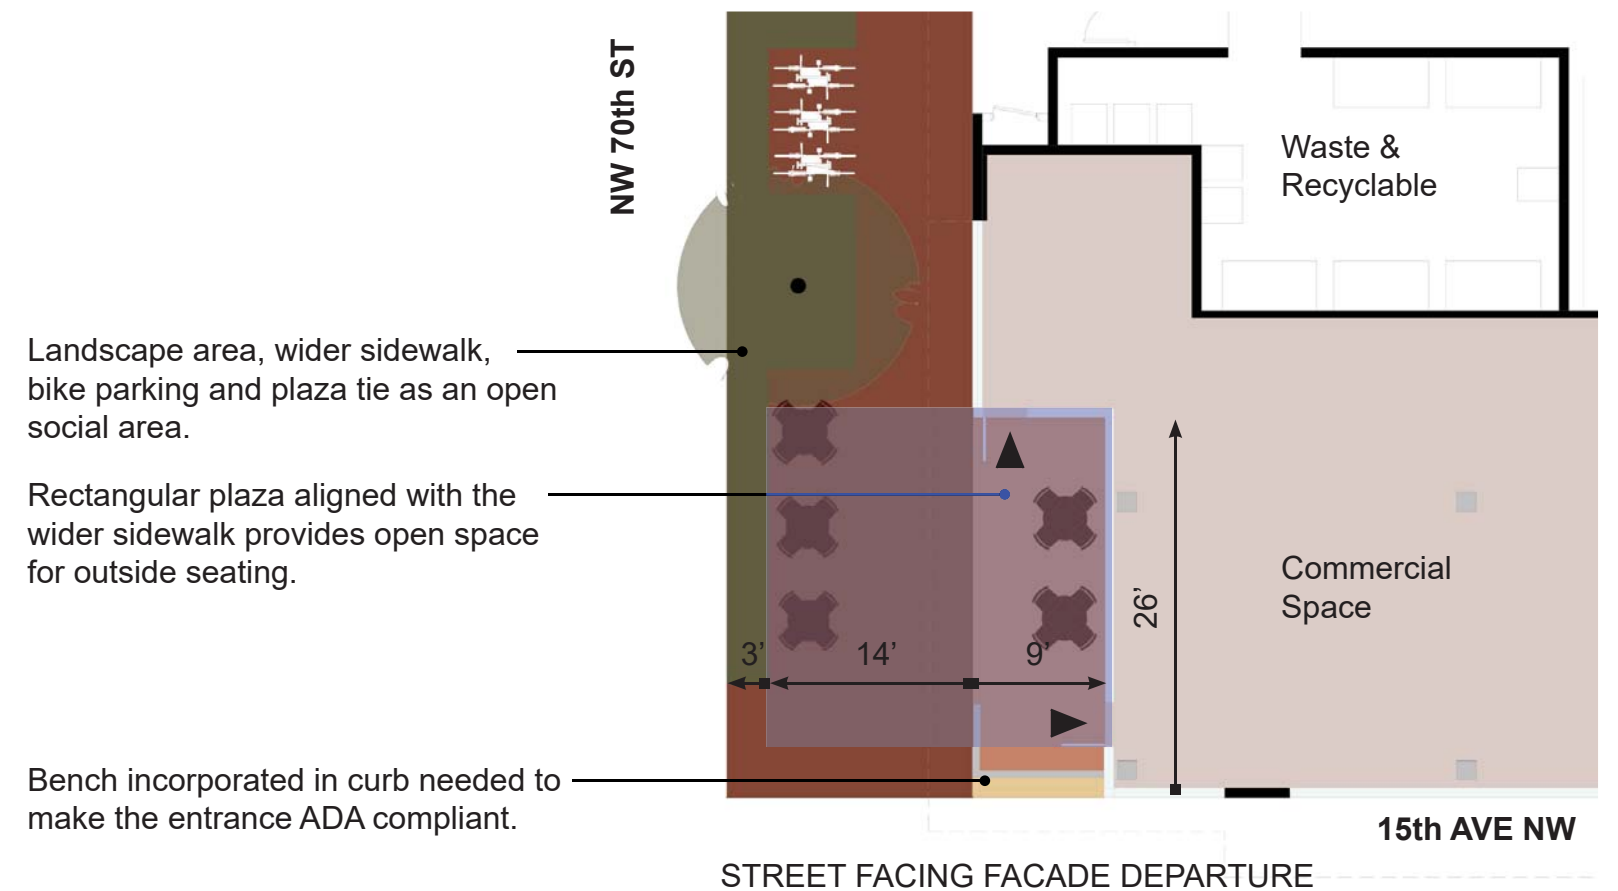 NW 70th ST
Waste &
Recyclable
Landscape area, wider sidewalk,
bike parking and plaza tie as an open
social area.
Rectangular plaza aligned with the
wider sidewalk provides open space
for outside seating.
Commercial
Space
26’
3’
14’
9’
Bench incorporated in curb needed to
make the entrance ADA compliant.
15th AVE NW
STREET FACING FACADE DEPARTURE